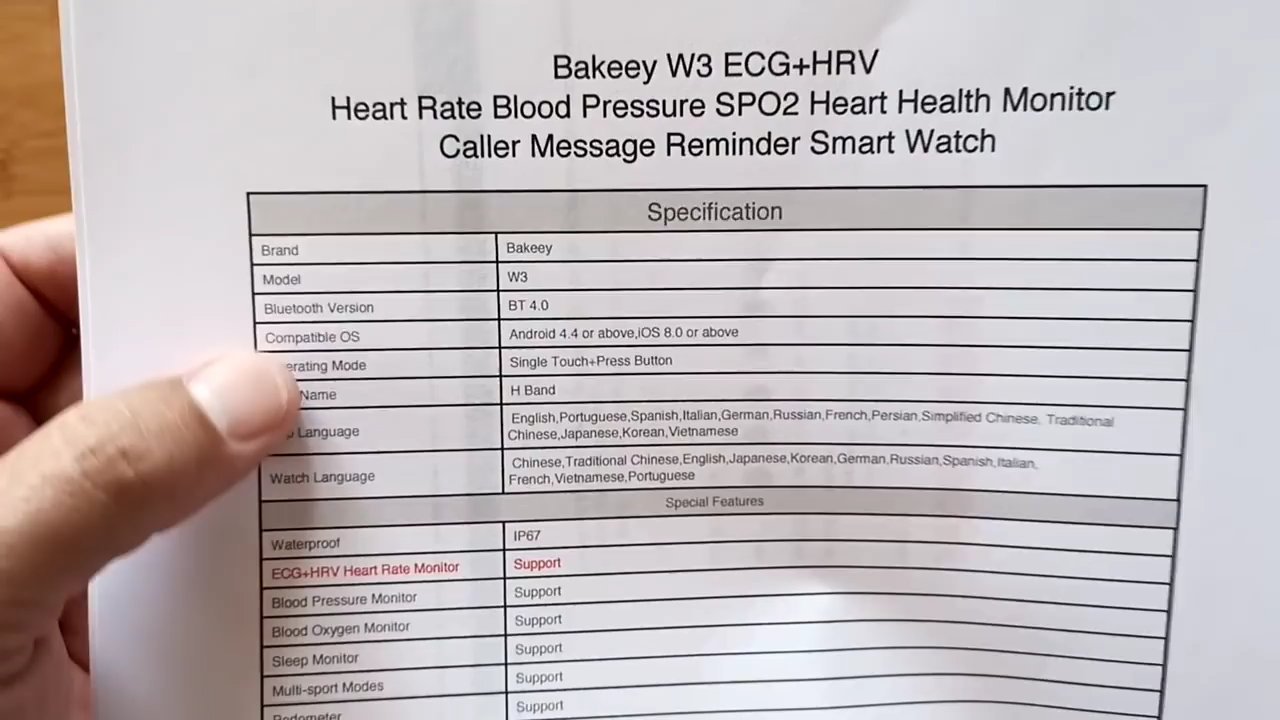 Bakeey W3 ECG+HRV
Heart Rate Blood Pressure SPO2 Heart Health Monitor
Caller Message Reminder Smart Watch
Specification
Brand Bakeey
Model W3
Bluetooth Version BT 4.0
Compatible OS Android 4.4 or above,iOS 8.0 or above
erating Mode Single Touch+Press Button
Name H Band
Language English,Portuguese,Spanish,Italian,German,Russian,French,Persian,Simplified Chinese, Traditional
Chinese,Japanese,Korean,Vietnamese
Watch Language Chinese,Traditional Chinese,English,Japanese,Korean,German,Russian,Spanish,Italian,
French,Vietnamese,Portuguese
Special Features
Waterproof IP67
ECG+HRV Heart Rate Monitor Support
Blood Pressure Monitor Support
Blood Oxygen Monitor Support
Sleep Monitor Support
Multi-sport Modes Support
Pedometer Support